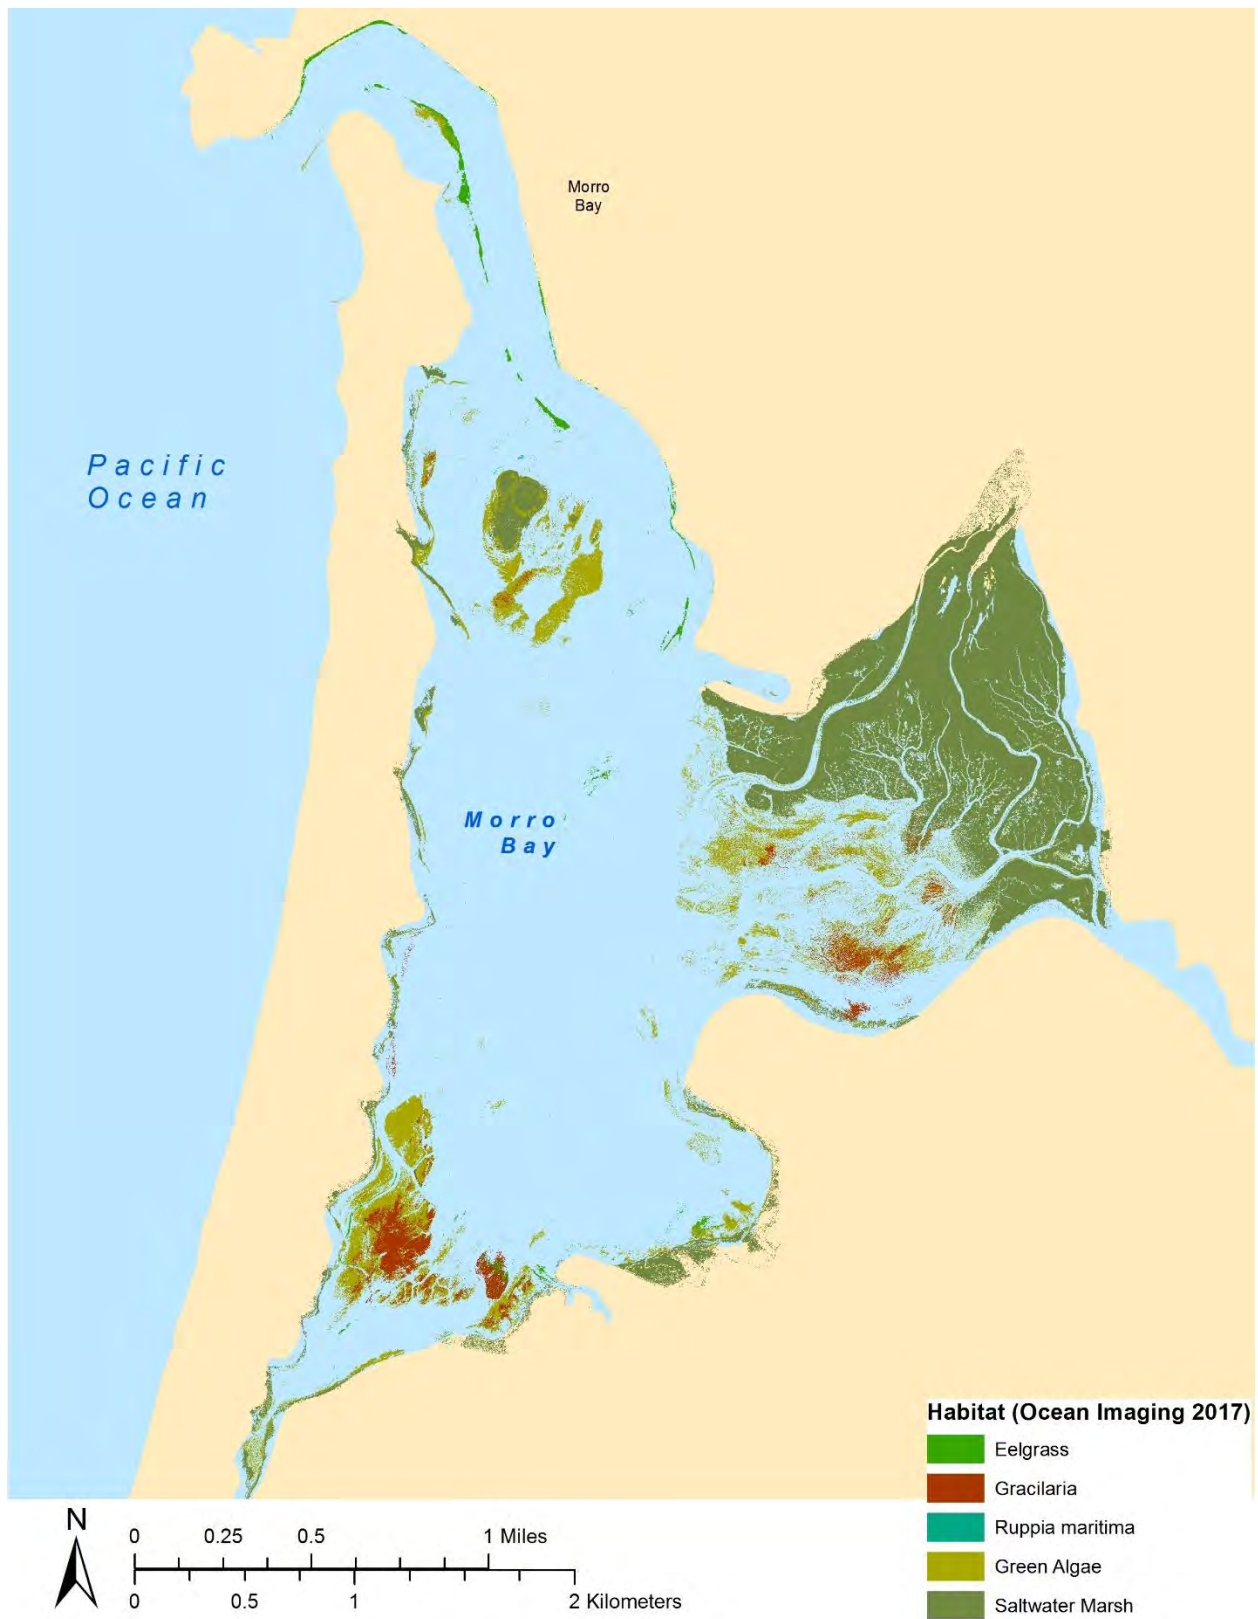 Morro
Bay
Pacific
Ocean
Morro
Bay
Habitat (Ocean Imaging 2017)
Eelgrass
Gracilaria
Ruppia maritima
Green Algae
Saltwater Marsh
N
0 0.25 0.5 1 Miles
0 0.5 1 2 Kilometers